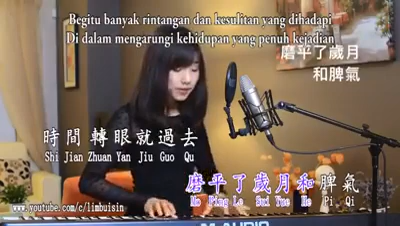 Begitu banyak rintangan dan kesulitan yang dihadapi
Di dalam mengarungi kehidupan yang penuh kejadian
磨平了歲月
和脾氣
時間 轉眼就過去
Shi Jian Zhuan Yan Jiu Guo Qu
磨平了歲月和脾氣
Mo Ping Le Sui Yue He Pi Qi
www.youtube.com/c/limbuisin
M-AUDIO